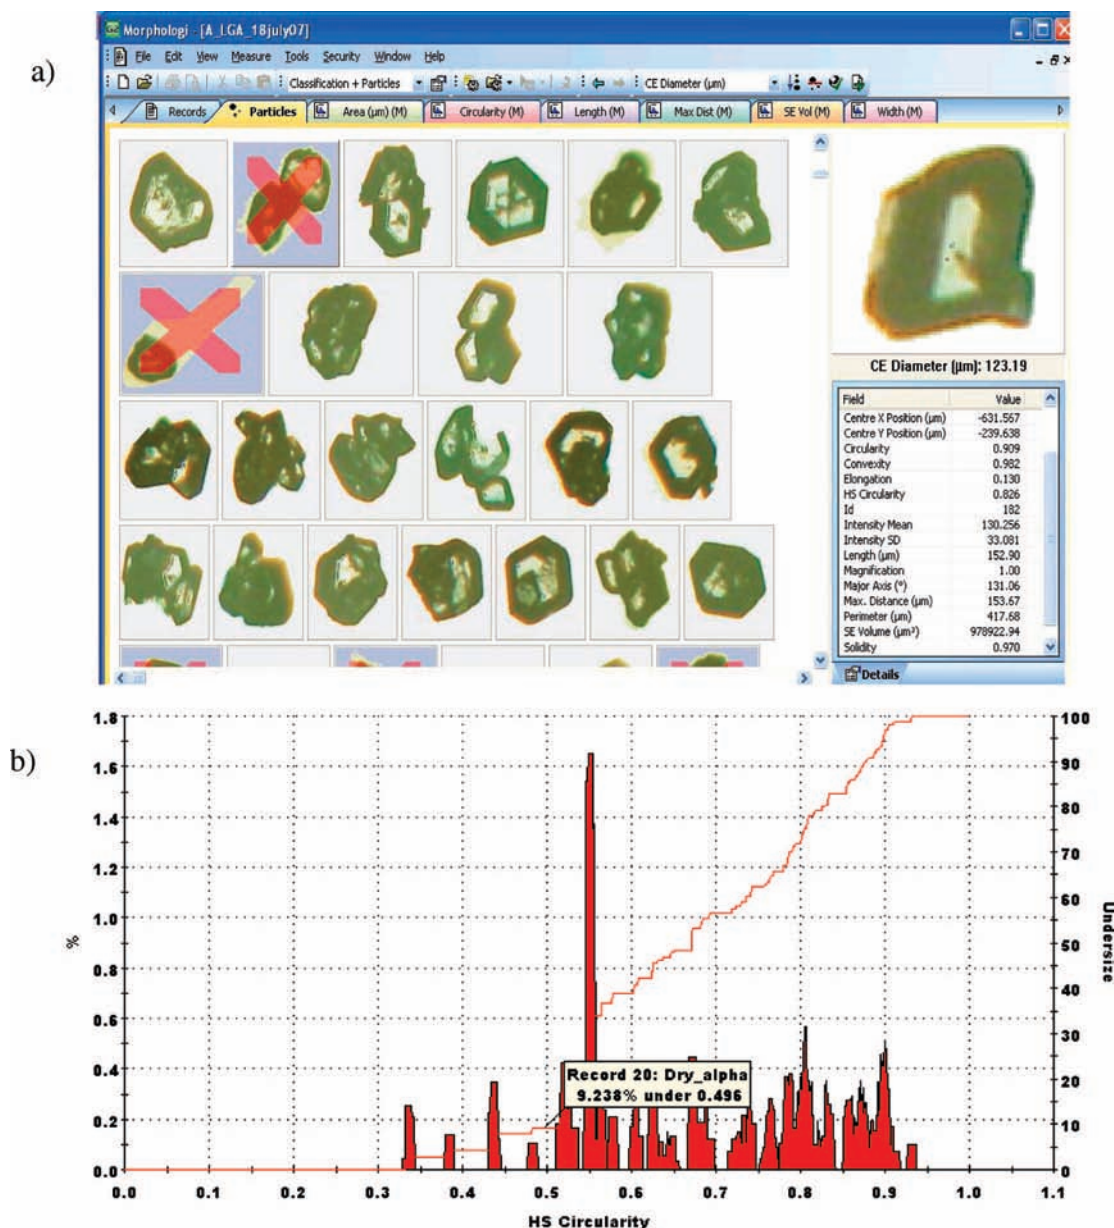 a)
Morphologi - [A_LGA_18july07]
File Edit View Measure Tools Security Window Help
Classification + Particles CE Diameter (µm)
Records Particles Area (µm) (M) Circularity (M) Length (M) Max Dist (M) SE Vol (M) Width (M)
CE Diameter (µm): 123.19
Field Value
Centre X Position (µm) -631.567
Centre Y Position (µm) -239.638
Circularity 0.909
Convexity 0.982
Elongation 0.130
HS Circularity 0.826
Id 182
Intensity Mean 130.256
Intensity SD 33.081
Length (µm) 152.90
Magnification 1.00
Major Axis (°) 131.06
Max. Distance (µm) 153.67
Perimeter (µm) 417.68
SE Volume (µm³) 978922.94
Solidity 0.970
Details
b)
1.8
1.6
1.4
1.2
1.0
0.8
0.6
0.4
0.2
0.0
%
100
90
80
70
60
50
40
30
20
10
0
Undersize
Record 20: Dry_alpha
9.238% under 0.496
0.0 0.1 0.2 0.3 0.4 0.5 0.6 0.7 0.8 0.9 1.0 1.1
HS Circularity